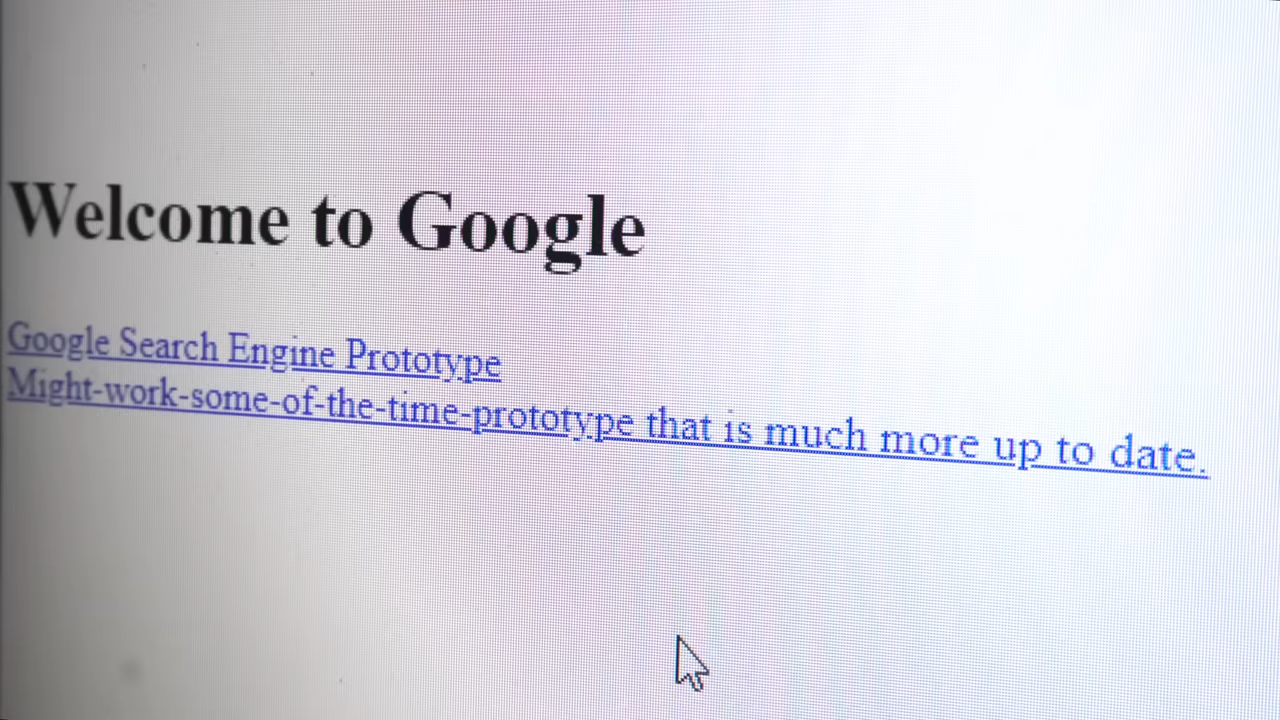 Welcome to Google
Google Search Engine Prototype
Might-work-some-of-the-time-prototype that is much more up to date.